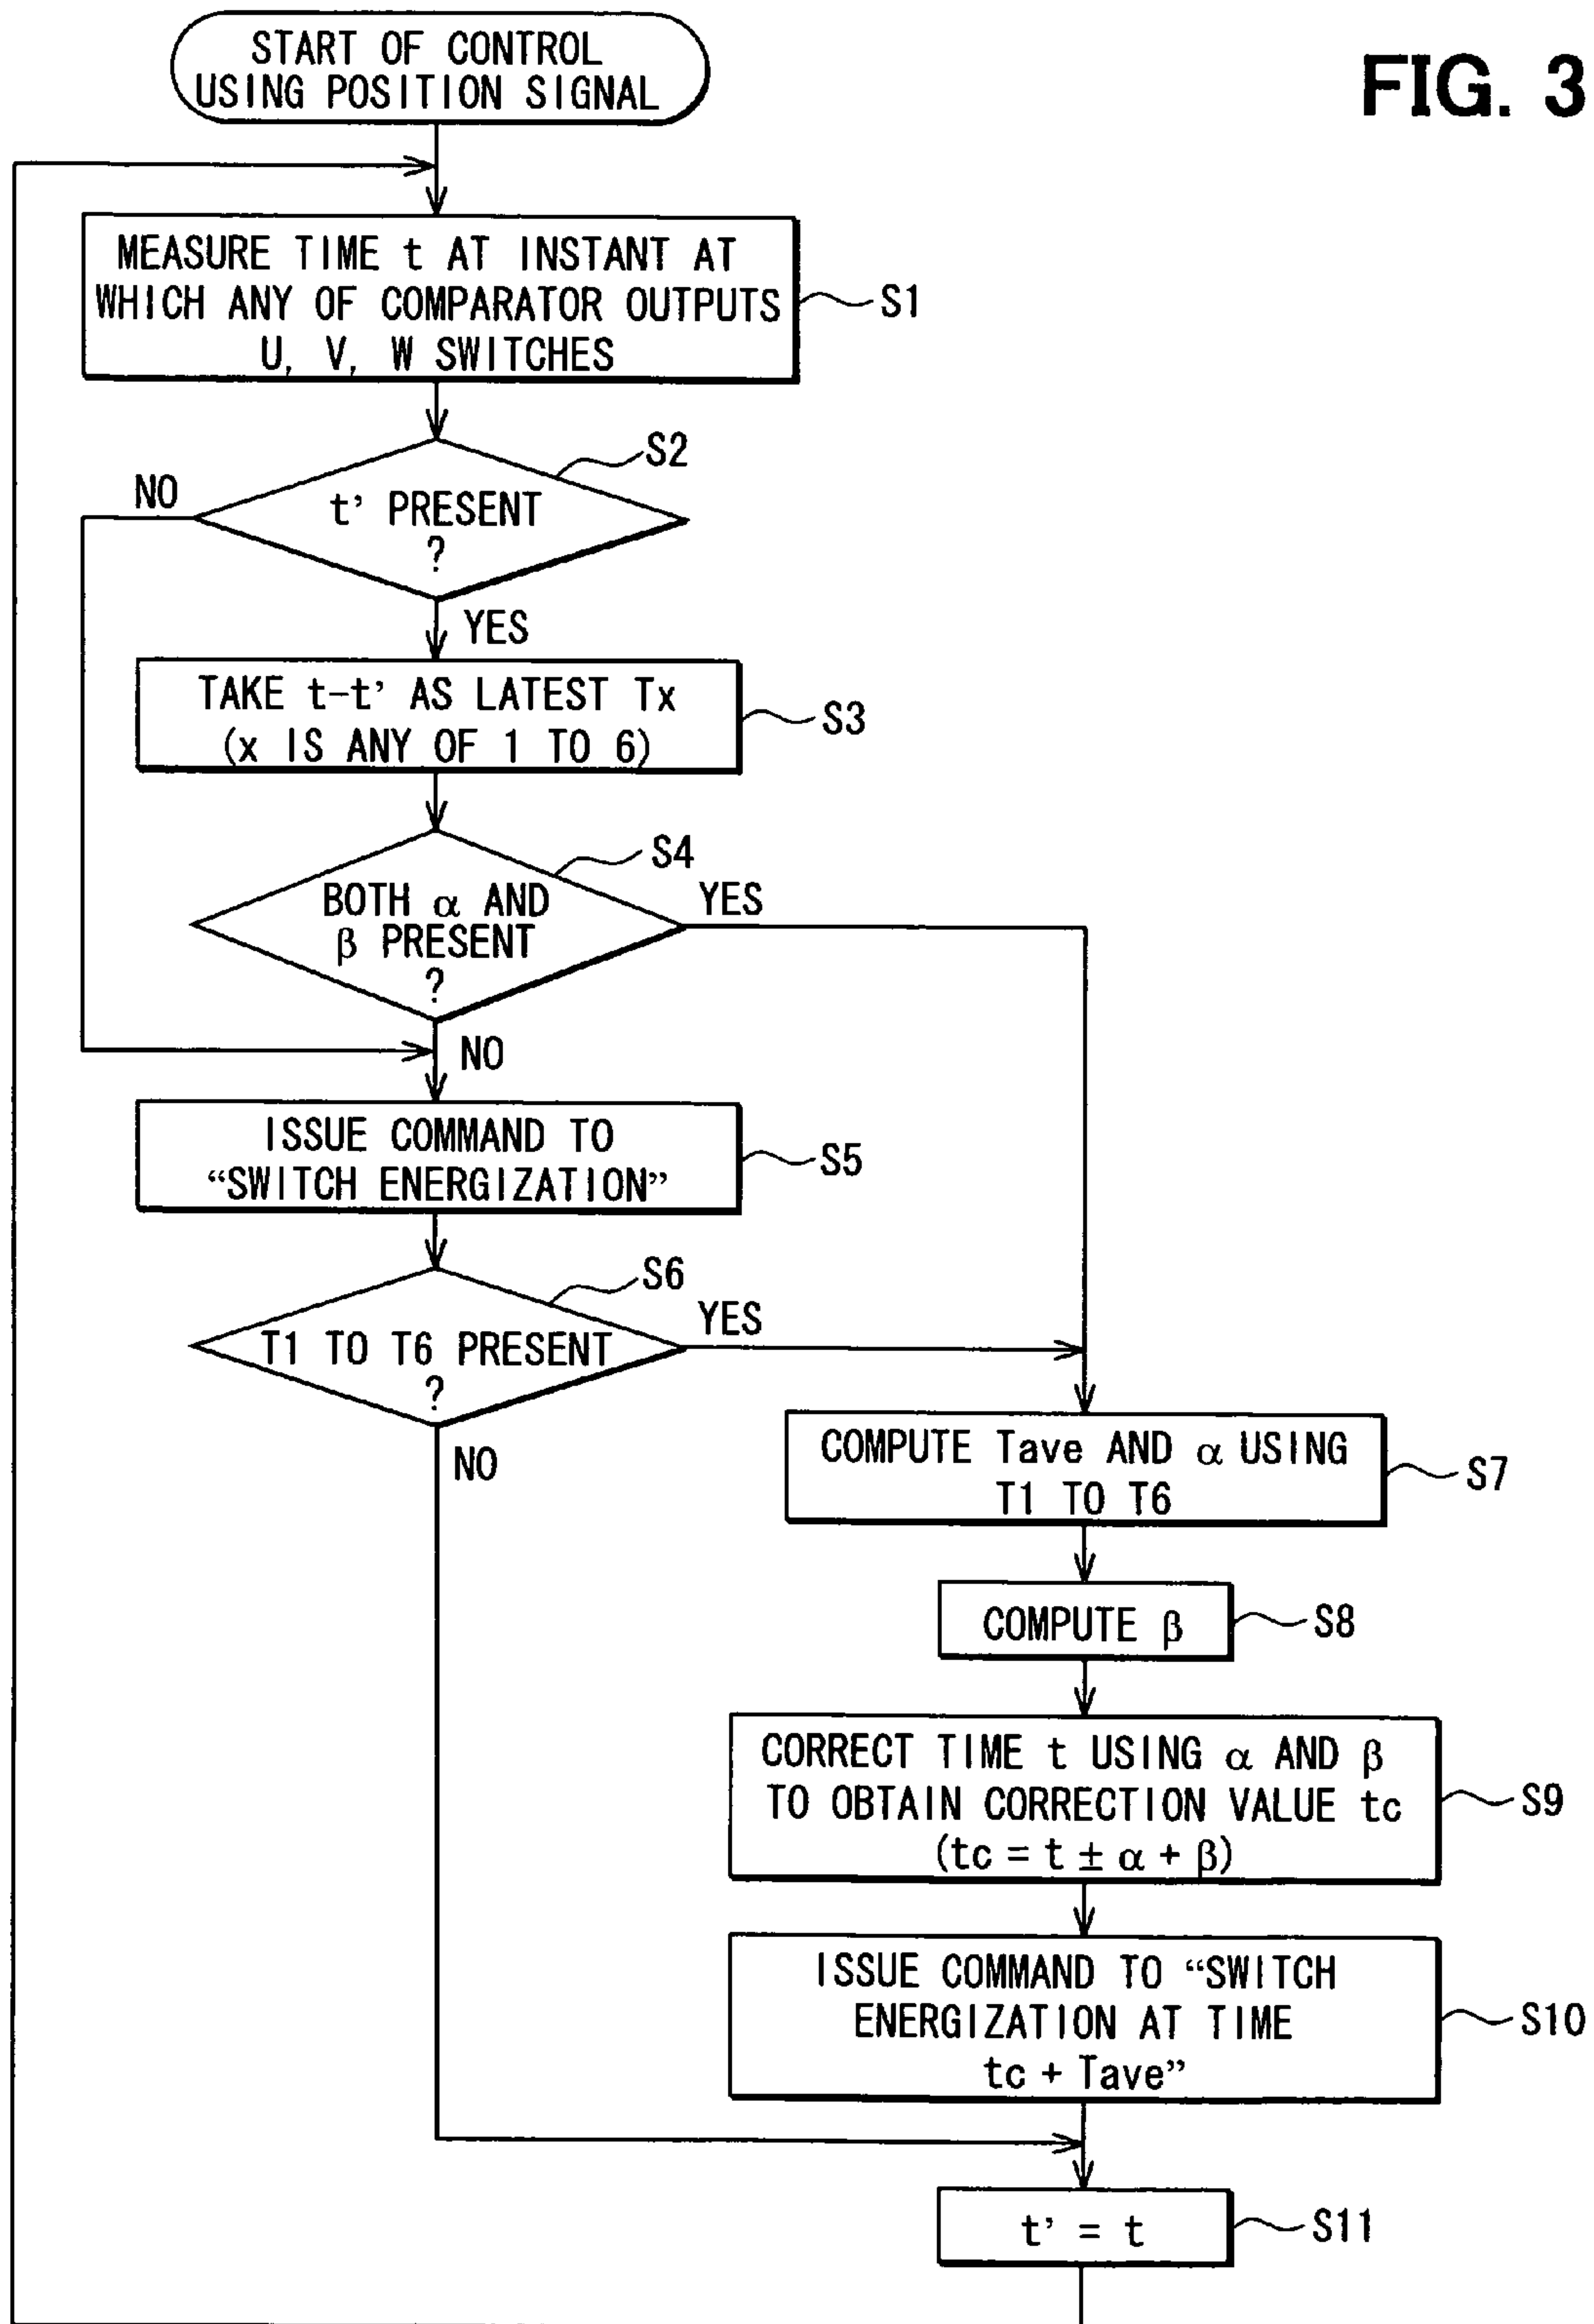 FIG. 3
START OF CONTROL
USING POSITION SIGNAL
MEASURE TIME t AT INSTANT AT
WHICH ANY OF COMPARATOR OUTPUTS
U, V, W SWITCHES
S1
S2
NO
t' PRESENT
?
YES
TAKE t-t' AS LATEST Tx
(x IS ANY OF 1 TO 6)
S3
S4
BOTH α AND
β PRESENT
?
YES
NO
ISSUE COMMAND TO
“SWITCH ENERGIZATION”
S5
S6
T1 TO T6 PRESENT
?
YES
NO
COMPUTE Tave AND α USING
T1 TO T6
S7
COMPUTE β
S8
CORRECT TIME t USING α AND β
TO OBTAIN CORRECTION VALUE tc
(tc = t ± α + β)
S9
ISSUE COMMAND TO “SWITCH
ENERGIZATION AT TIME
tc + Tave”
S10
t' = t
S11